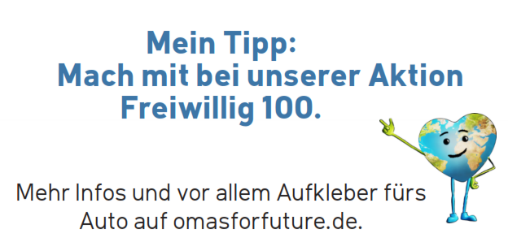 Mein Tipp:
Mach mit bei unserer Aktion
Freiwillig 100.
Mehr Infos und vor allem Aufkleber fürs
Auto auf omasforfuture.de.